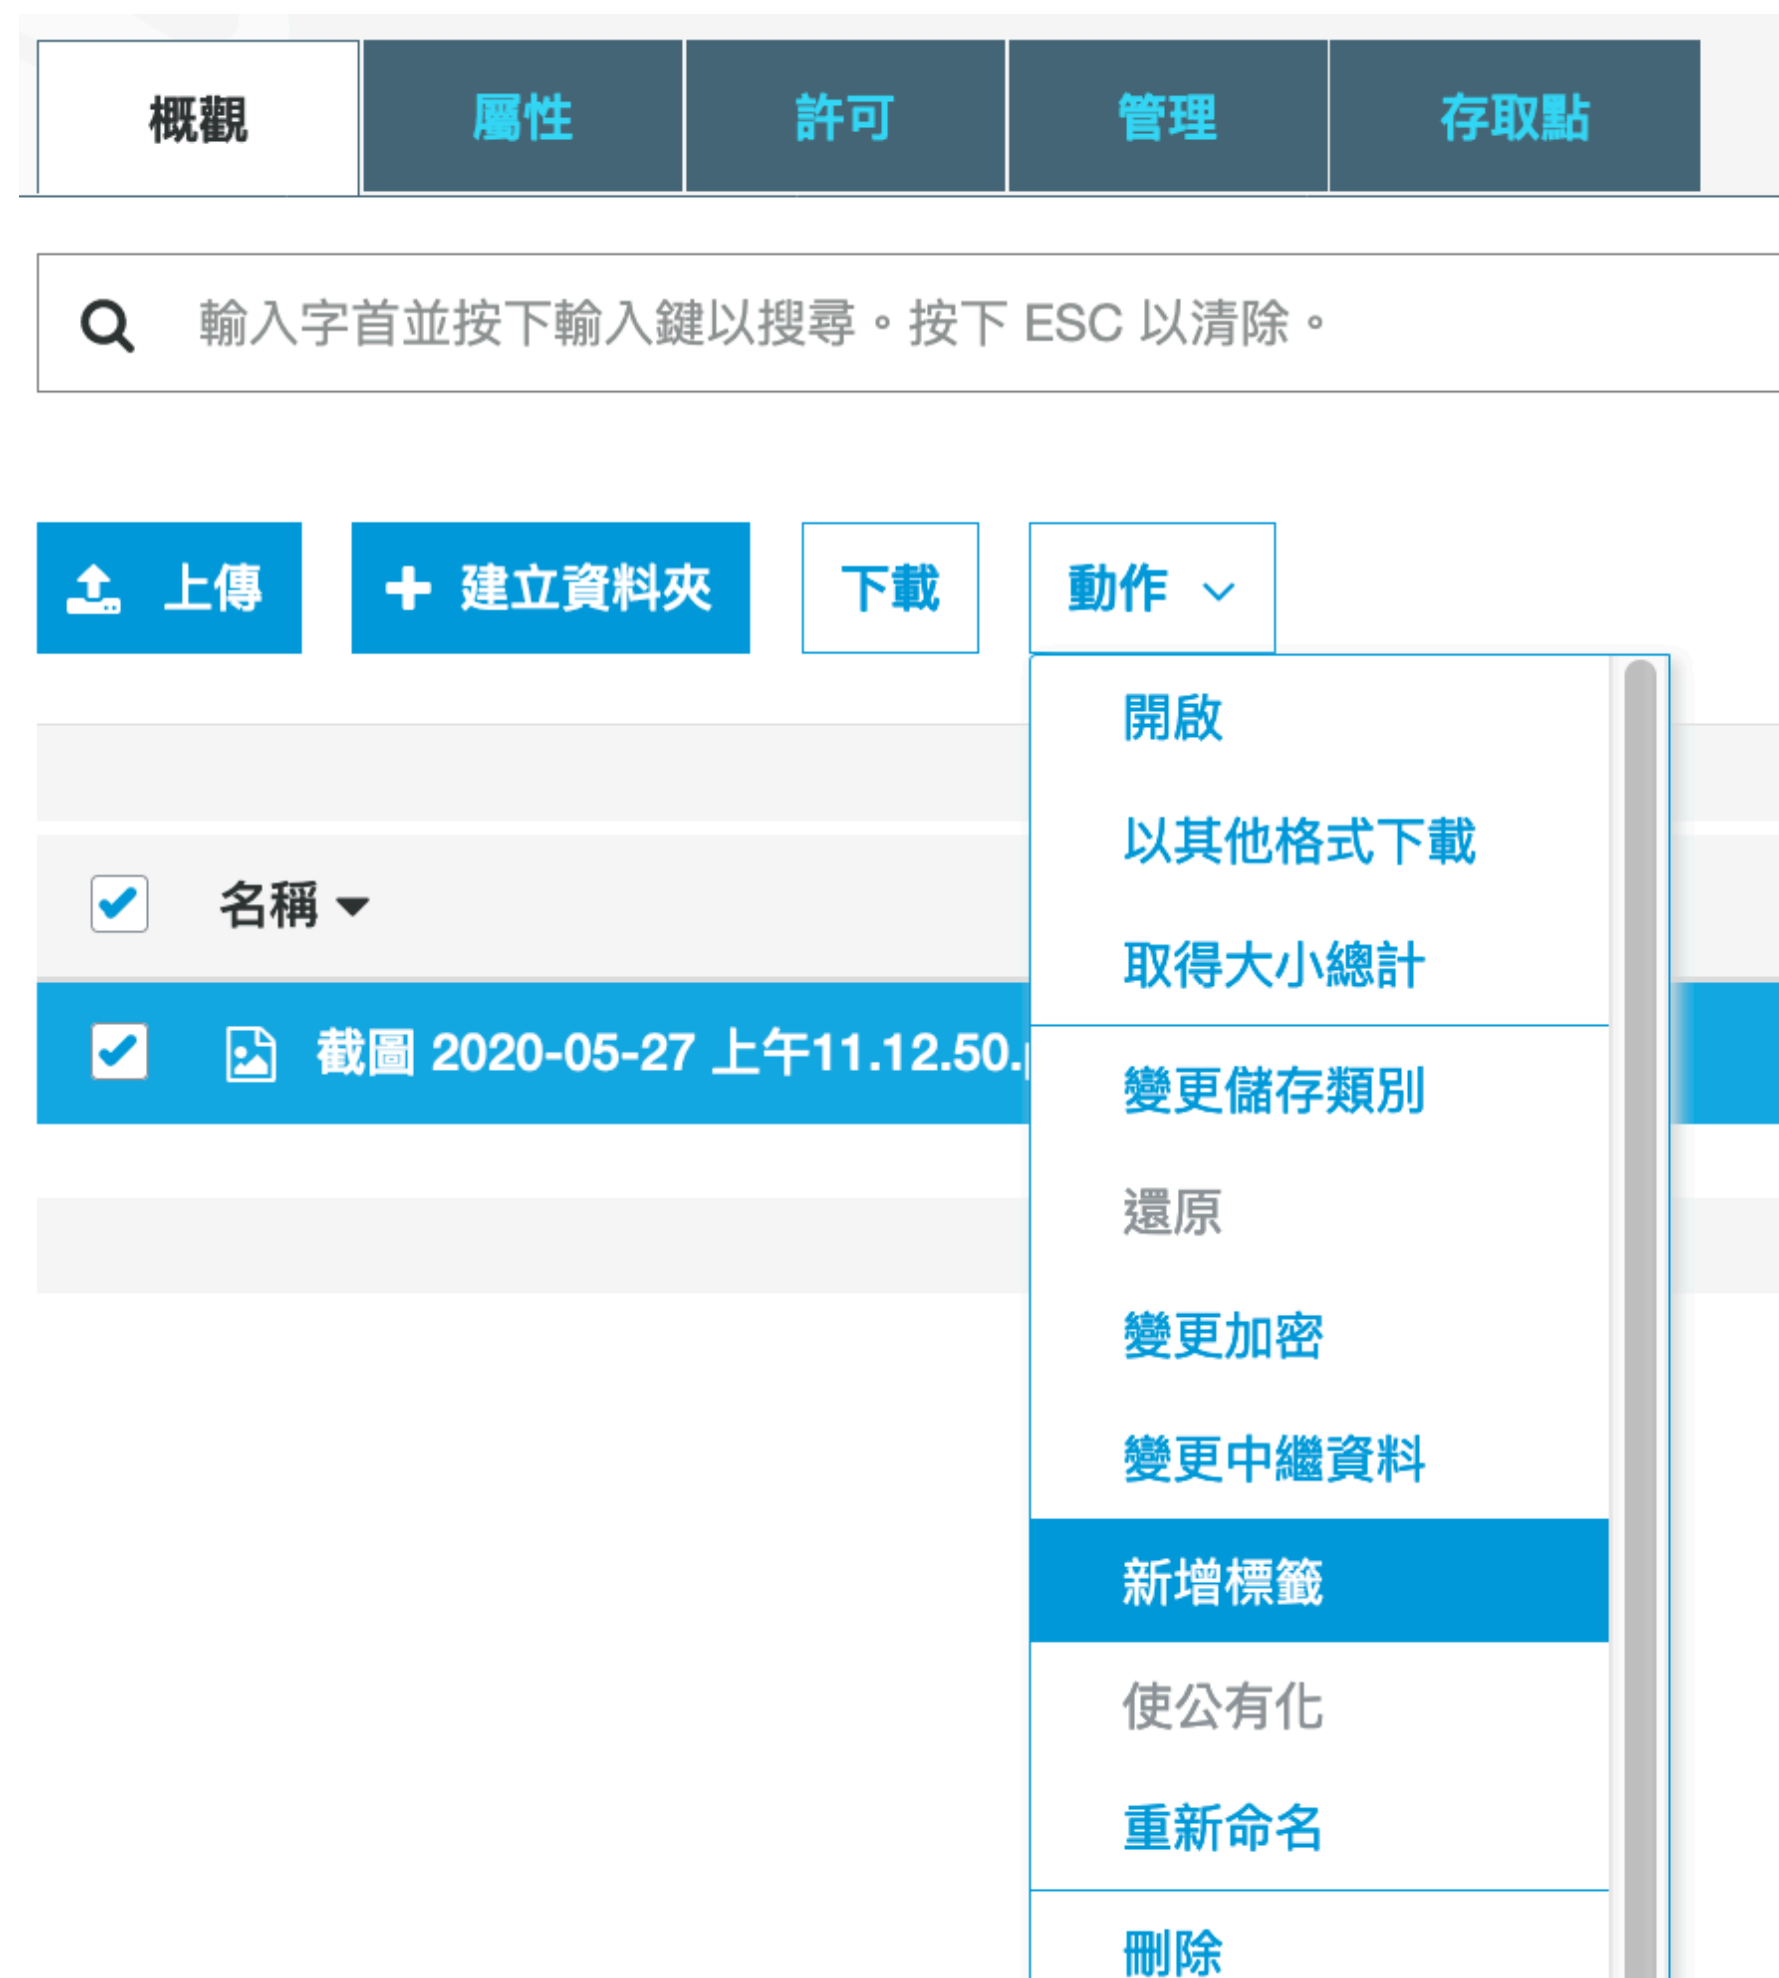 概觀 屬性 許可 管理 存取點
輸入字首並按下輸入鍵以搜尋。按下 ESC 以清除。
上傳 建立資料夾 下載 動作
開啟
以其他格式下載
名稱
取得大小總計
截圖 2020-05-27 上午11.12.50.
變更儲存類別
還原
變更加密
變更中繼資料
新增標籤
使公有化
重新命名
刪除